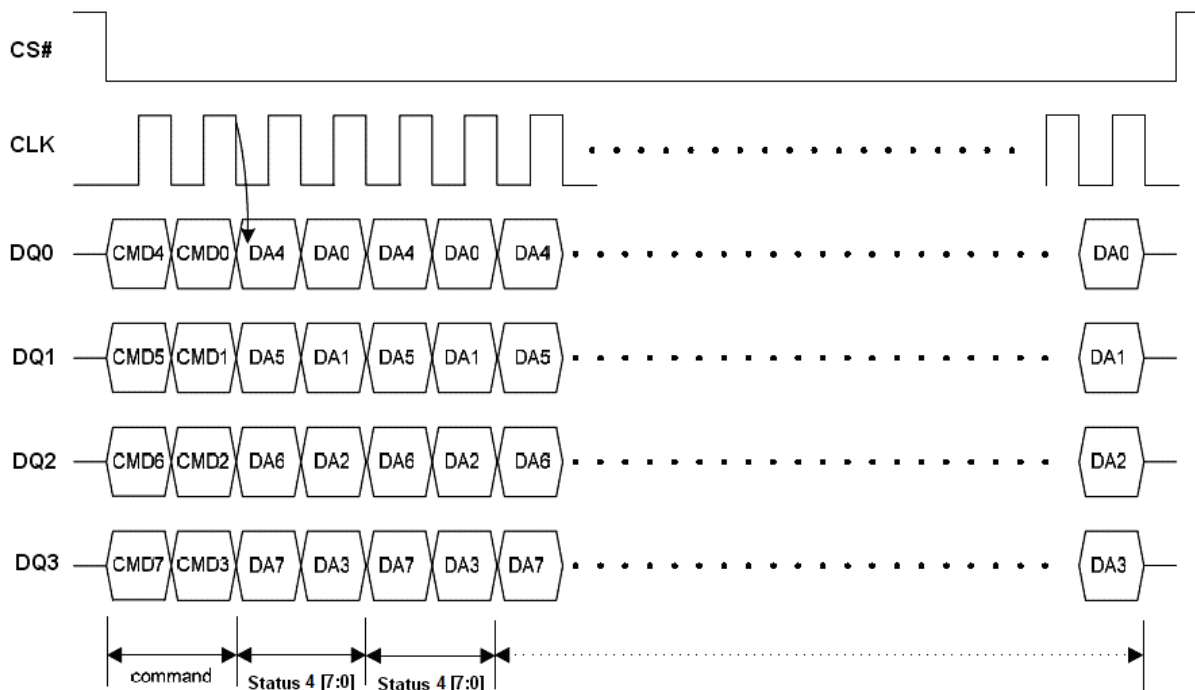 CS#
CLK
DQ0 CMD4 CMD0 DA4 DA0 DA4 DA0 DA4 DA0
DQ1 CMD5 CMD1 DA5 DA1 DA5 DA1 DA5 DA1
DQ2 CMD6 CMD2 DA6 DA2 DA6 DA2 DA6 DA2
DQ3 CMD7 CMD3 DA7 DA3 DA7 DA3 DA7 DA3
command Status 4 [7:0] Status 4 [7:0]